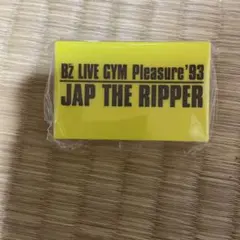 B'z LIVE GYM Pleasure'93
JAP THE RIPPER